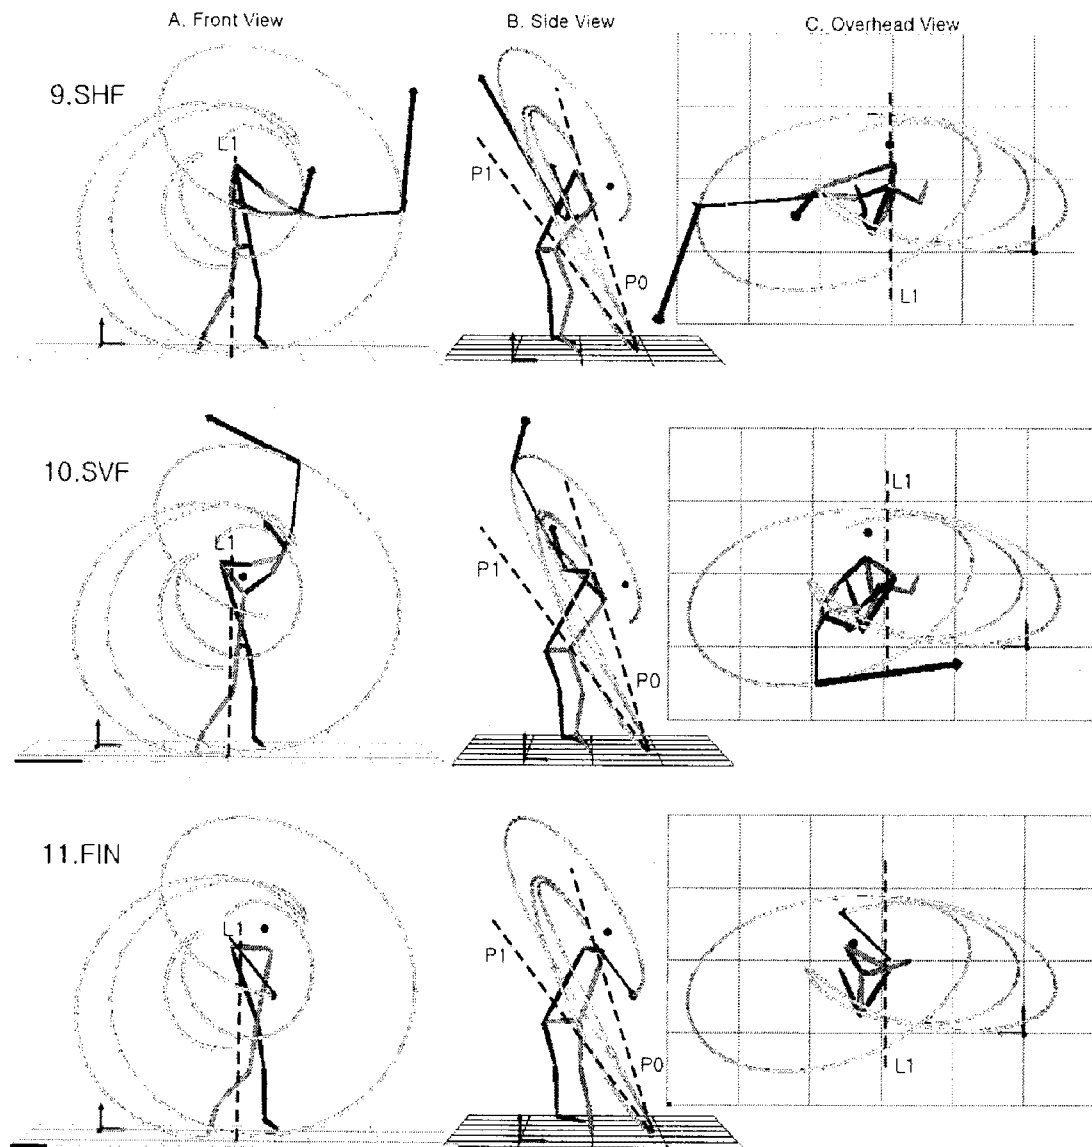 A. Front View
B. Side View
C. Overhead View
9.SHF
L1
P1
P0
L1
10.SVF
L1
P1
P0
L1
11.FIN
L1
P1
P0
L1